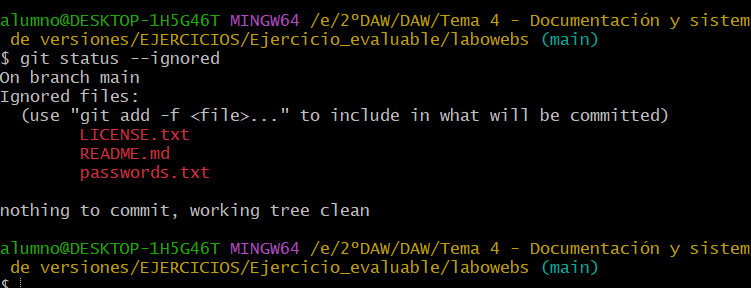 alumno@DESKTOP-1H5G46T MINGW64 /e/2ºDAW/DAW/Tema 4 - Documentación y sistem
de versiones/EJERCICIOS/Ejercicio_evaluable/labowebs (main)
$ git status --ignored
On branch main
Ignored files:
(use "git add -f <file>..." to include in what will be committed)
LICENSE.txt
README.md
passwords.txt
nothing to commit, working tree clean
alumno@DESKTOP-1H5G46T MINGW64 /e/2ºDAW/DAW/Tema 4 - Documentación y sistem
de versiones/EJERCICIOS/Ejercicio_evaluable/labowebs (main)
$